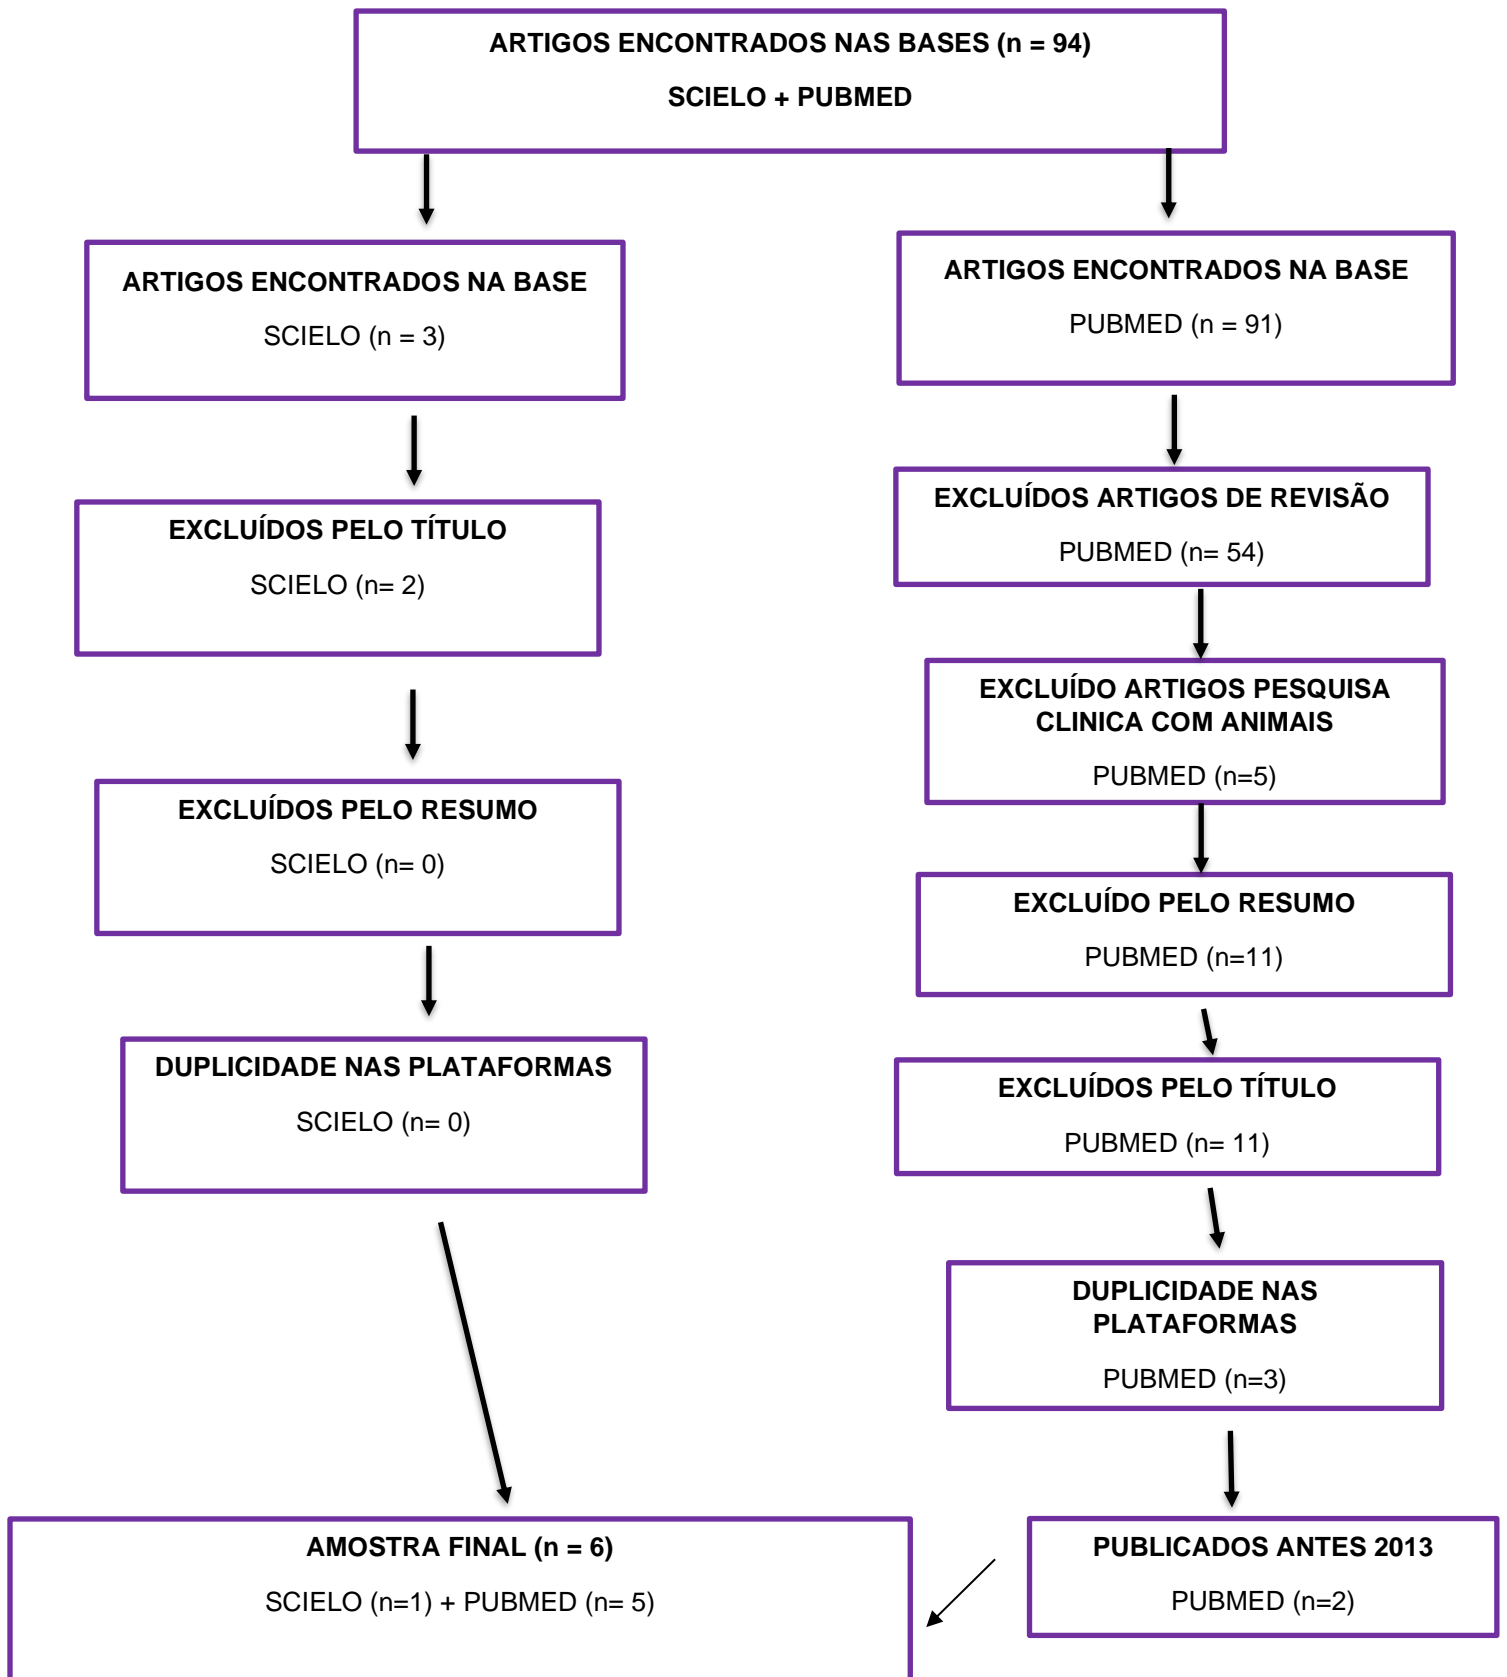 ARTIGOS ENCONTRADOS NAS BASES (n = 94)
SCIELO + PUBMED
ARTIGOS ENCONTRADOS NA BASE
SCIELO (n = 3)
EXCLUÍDOS PELO TÍTULO
SCIELO (n= 2)
EXCLUÍDOS PELO RESUMO
SCIELO (n= 0)
DUPLICIDADE NAS PLATAFORMAS
SCIELO (n= 0)
ARTIGOS ENCONTRADOS NA BASE
PUBMED (n = 91)
EXCLUÍDOS ARTIGOS DE REVISÃO
PUBMED (n= 54)
EXCLUÍDO ARTIGOS PESQUISA
CLINICA COM ANIMAIS
PUBMED (n=5)
EXCLUÍDO PELO RESUMO
PUBMED (n=11)
EXCLUÍDOS PELO TÍTULO
PUBMED (n= 11)
DUPLICIDADE NAS
PLATAFORMAS
PUBMED (n=3)
PUBLICADOS ANTES 2013
PUBMED (n=2)
AMOSTRA FINAL (n = 6)
SCIELO (n=1) + PUBMED (n= 5)